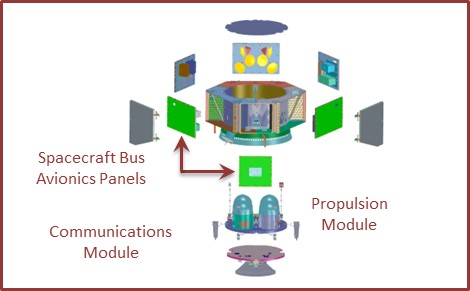 Spacecraft Bus
Avionics Panels
Propulsion
Module
Communications
Module